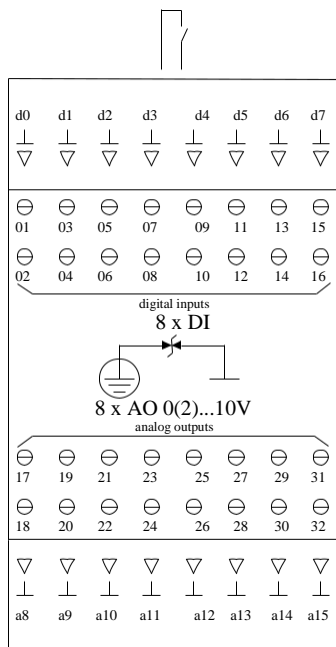 d0 d1 d2 d3 d4 d5 d6 d7
01 03 05 07 09 11 13 15
02 04 06 08 10 12 14 16
digital inputs
8 x DI
8 x AO 0(2)...10V
analog outputs
17 19 21 23 25 27 29 31
18 20 22 24 26 28 30 32
a8 a9 a10 a11 a12 a13 a14 a15